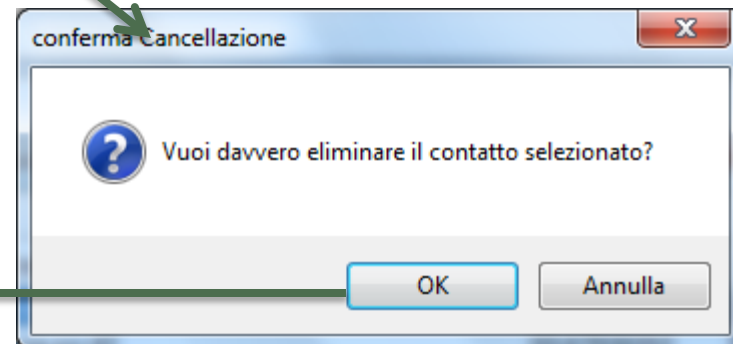 conferma Cancellazione
Vuoi davvero eliminare il contatto selezionato?
OK
Annulla